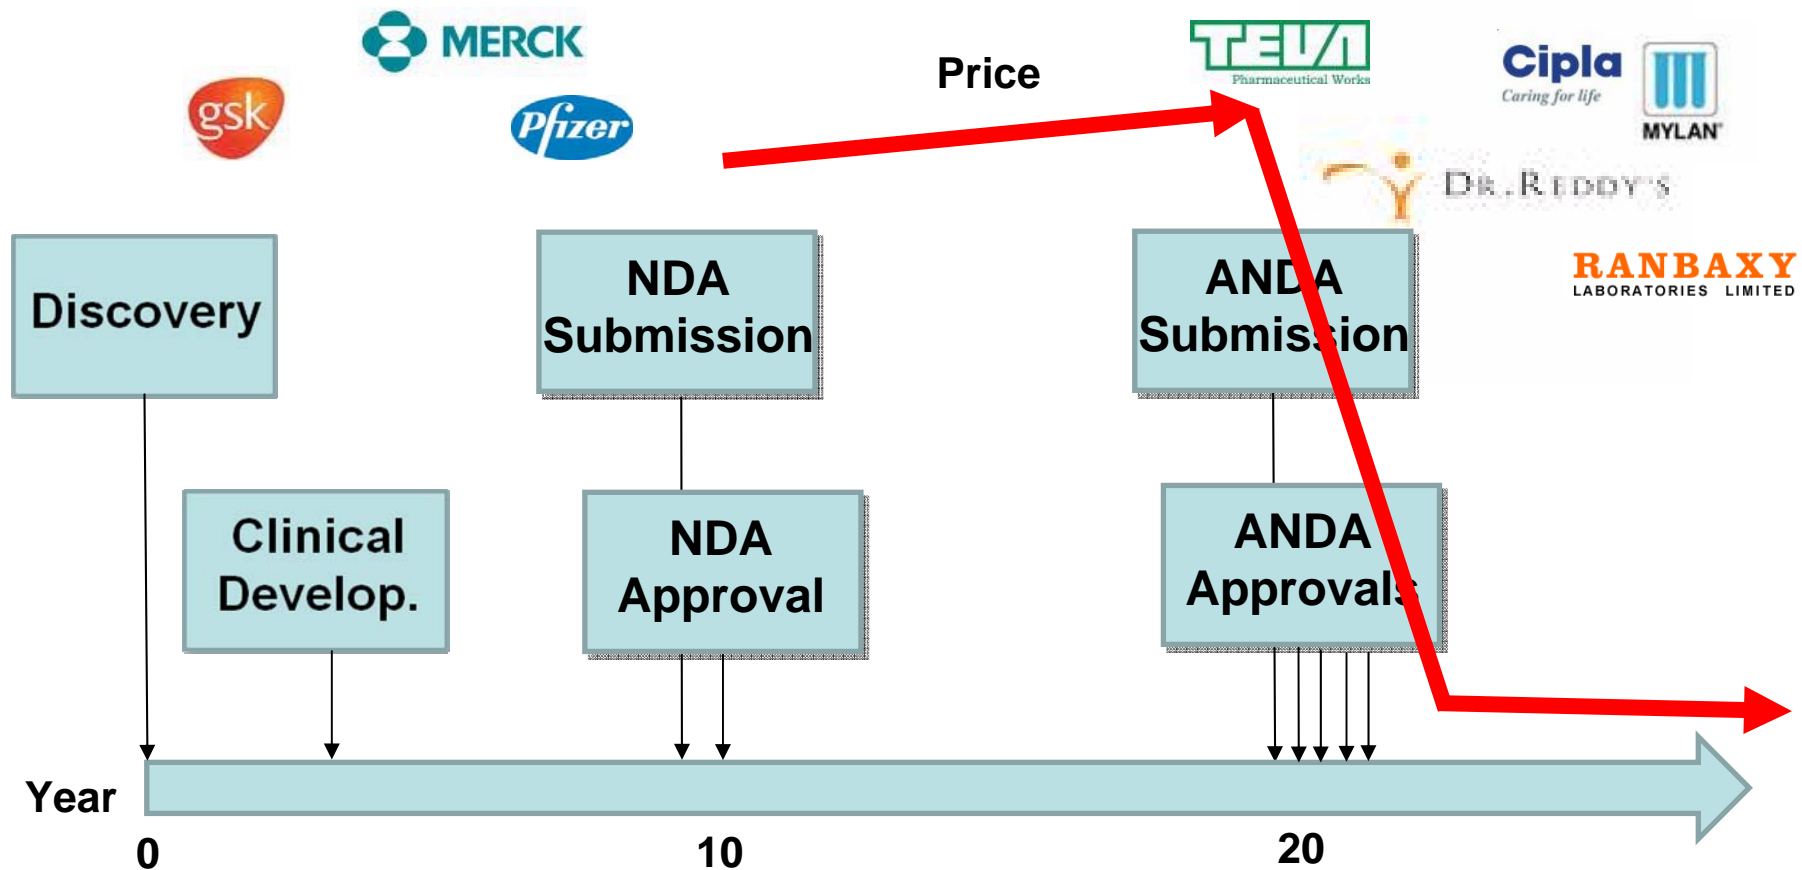 MERCK
gsk
Pfizer
Price
TEVA
Pharmaceutical Works
Cipla
Caring for life
MYLAN
DR.REDDY'S
RANBAXY
LABORATORIES LIMITED
Discovery
NDA
Submission
ANDA
Submission
Clinical
Develop.
NDA
Approval
ANDA
Approvals
Year
0
10
20